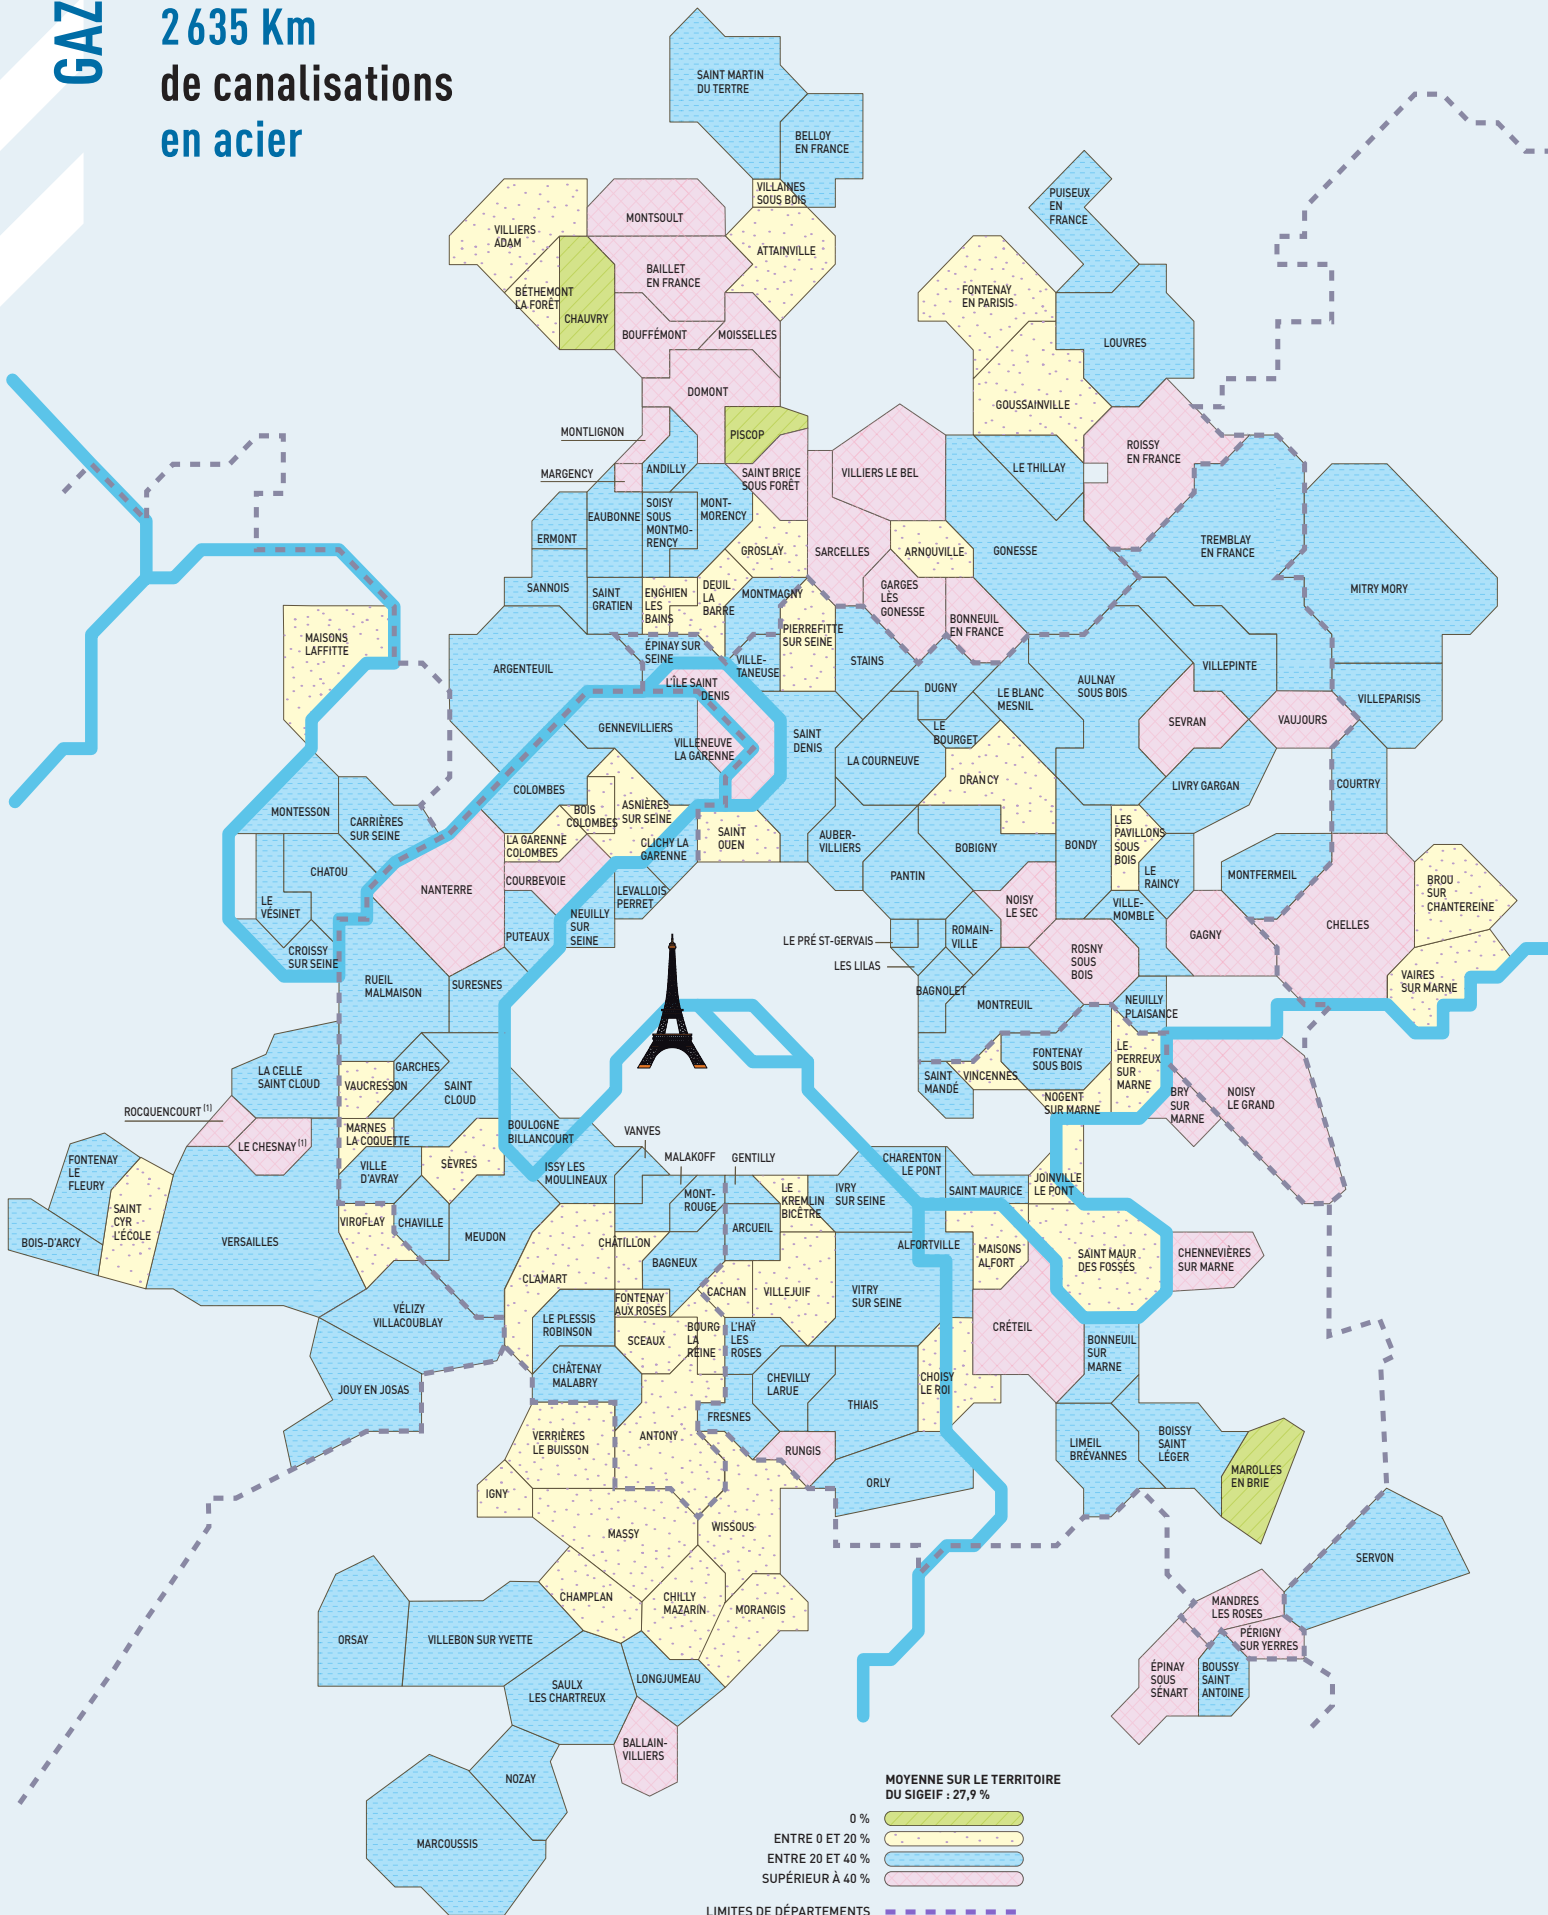 GAZ
2 635 Km
de canalisations
en acier
SAINT MARTIN
DU TERTRE
BELLOY
EN FRANCE
VILLAINES
SOUS BOIS
PUISEUX
EN
FRANCE
MONTSOULT
VILLIERS
ADAM
ATTAINVILLE
BAILLET
EN FRANCE
BÉTHEMONT
LA FORÊT
CHAUVRY
FONTENAY
EN PARISIS
BOUFFÉMONT
MOISSELLES
LOUVRES
DOMONT
GOUSSAINVILLE
MONTLIGNON
PISCOP
ROISSY
EN FRANCE
MARGENCY
ANDILLY
SAINT BRICE
SOUS FORÊT
VILLIERS LE BEL
LE THILLAY
EAUBONNE
SOISY
SOUS
MONTMO-
RENCY
MONT-
MORENCY
ERMONT
GROSLAY
SARCELLES
ARNOUVILLE
GONESSE
TREMBLAY
EN FRANCE
SANNOIS
SAINT
GRATIEN
ENGHIEN
LES
BAINS
DEUIL
LA
BARRE
MONTMAGNY
GARGES
LÈS
GONESSE
BONNEUIL
EN FRANCE
MITRY MORY
MAISONS
LAFFITTE
ARGENTEUIL
ÉPINAY SUR
SEINE
VILLE-
TANEUSE
PIERREFITTE
SUR SEINE
STAINS
DUGNY
LE BLANC
MESNIL
AULNAY
SOUS BOIS
VILLEPINTE
VILLEPARISIS
L'ÎLE SAINT
DENIS
GENNEVILLIERS
VILLENEUVE
LA GARENNE
SAINT
DENIS
LE
BOURGET
LA COURNEUVE
SEVRAN
VAUJOURS
DRANCY
LIVRY GARGAN
COURTRY
COLOMBES
BOIS
COLOMBES
ASNIÈRES
SUR SEINE
MONTESSON
CARRIÈRES
SUR SEINE
LA GARENNE
COLOMBES
CLICHY LA
GARENNE
SAINT
OUEN
AUBER-
VILLIERS
BOBIGNY
BONDY
LES
PAVILLONS
SOUS
BOIS
LE
RAINCY
MONTFERMEIL
CHATOU
NANTERRE
COURBEVOIE
LEVALLOIS
PERRET
PANTIN
NOISY
LE SEC
VILLE-
MOMBLE
GAGNY
CHELLES
BROU
SUR
CHANTEREINE
LE
VÉSINET
PUTEAUX
NEUILLY
SUR
SEINE
LE PRÉ ST-GERVAIS
ROMAIN-
VILLE
ROSNY
SOUS
BOIS
CROISSY
SUR SEINE
LES LILAS
VAIRES
SUR MARNE
RUEIL
MALMAISON
SURESNES
BAGNOLET
MONTREUIL
NEUILLY
PLAISANCE
LA CELLE
SAINT CLOUD
GARCHES
VAUCRESSON
SAINT
CLOUD
SAINT
MANDÉ
VINCENNES
FONTENAY
SOUS BOIS
LE
PERREUX
SUR
MARNE
NOGENT
SUR MARNE
BRY
SUR
MARNE
NOISY
LE GRAND
ROCQUENCOURT (1)
LE CHESNAY (1)
MARNES
LA COQUETTE
BOULOGNE
BILLANCOURT
VANVES
MALAKOFF
GENTILLY
CHARENTON
LE PONT
FONTENAY
LE
FLEURY
VILLE
D'AVRAY
SÈVRES
ISSY LES
MOULINEAUX
MONT-
ROUGE
LE
KREMLIN
BICÊTRE
IVRY
SUR SEINE
SAINT MAURICE
JOINVILLE
LE PONT
SAINT
CYR
L'ÉCOLE
VIROFLAY
CHAVILLE
MEUDON
ARCUEIL
BOIS-D'ARCY
VERSAILLES
CHÂTILLON
BAGNEUX
ALFORTVILLE
MAISONS
ALFORT
SAINT MAUR
DES FOSSÉS
CHENNEVIÈRES
SUR MARNE
CLAMART
FONTENAY
AUX ROSES
CACHAN
VILLEJUIF
VITRY
SUR SEINE
VÉLIZY
VILLACOUBLAY
LE PLESSIS
ROBINSON
SCEAUX
BOURG
LA
REINE
L'HAŸ
LES
ROSES
CRÉTEIL
BONNEUIL
SUR
MARNE
JOUY EN JOSAS
CHÂTENAY
MALABRY
CHEVILLY
LARUE
CHOISY
LE ROI
THIAIS
FRESNES
VERRIÈRES
LE BUISSON
ANTONY
RUNGIS
LIMEIL
BRÉVANNES
BOISSY
SAINT
LÉGER
MAROLLES
EN BRIE
ORLY
IGNY
MASSY
WISSOUS
SERVON
CHAMPLAN
CHILLY
MAZARIN
MORANGIS
MANDRES
LES ROSES
PÉRIGNY
SUR YERRES
ORSAY
VILLEBON SUR YVETTE
ÉPINAY
SOUS
SÉNART
BOUSSY
SAINT
ANTOINE
SAULX
LES CHARTREUX
LONGJUMEAU
BALLAIN-
VILLIERS
NOZAY
MARCOUSSIS
MOYENNE SUR LE TERRITOIRE
DU SIGEIF : 27,9 %
0 %
ENTRE 0 ET 20 %
ENTRE 20 ET 40 %
SUPÉRIEUR À 40 %
LIMITES DE DÉPARTEMENTS